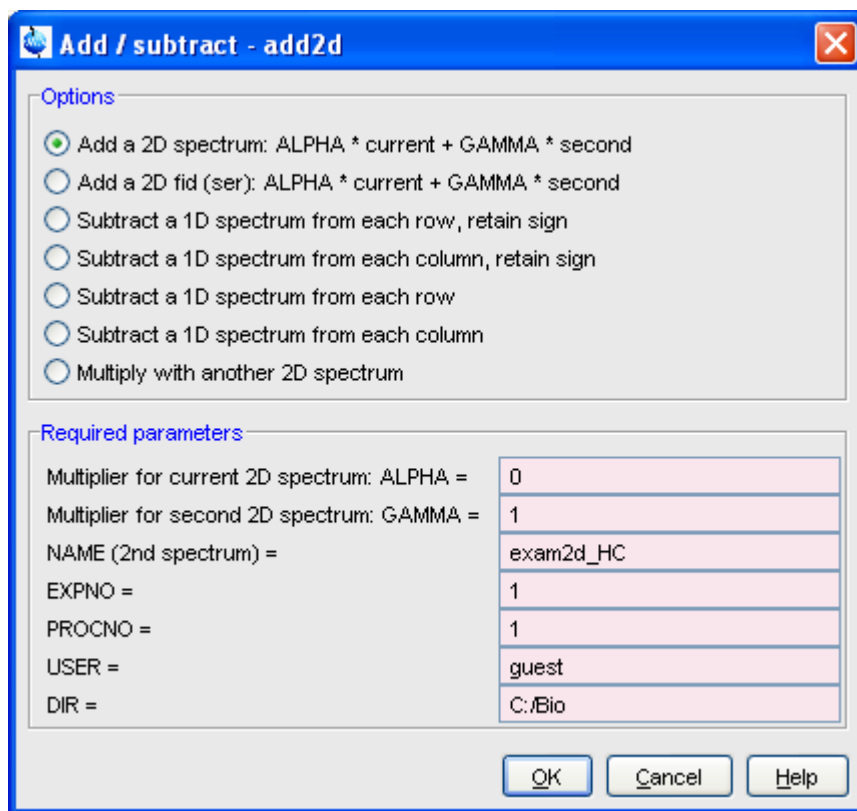 Add / subtract - add2d
Options
Add a 2D spectrum: ALPHA * current + GAMMA * second
Add a 2D fid (ser): ALPHA * current + GAMMA * second
Subtract a 1D spectrum from each row, retain sign
Subtract a 1D spectrum from each column, retain sign
Subtract a 1D spectrum from each row
Subtract a 1D spectrum from each column
Multiply with another 2D spectrum
Required parameters
Multiplier for current 2D spectrum: ALPHA = 0
Multiplier for second 2D spectrum: GAMMA = 1
NAME (2nd spectrum) = exam2d_HC
EXPNO = 1
PROCNO = 1
USER = guest
DIR = C:/Bio
OK Cancel Help